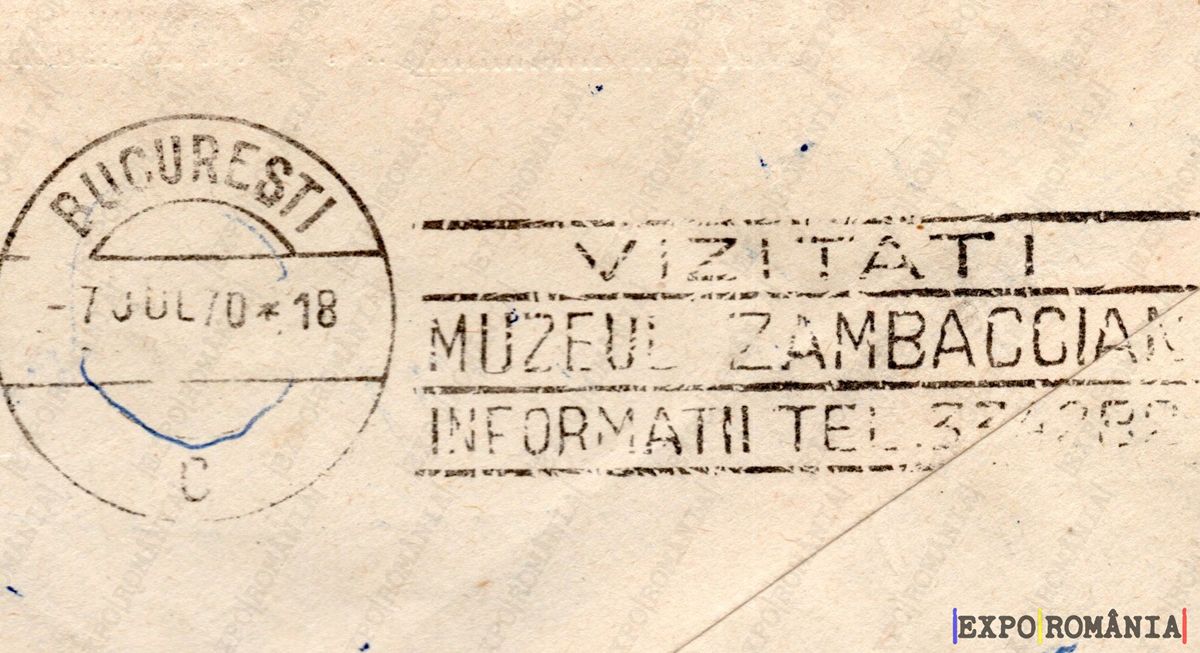 BUCURESTI
-7 JUL 70 * 18
C
VIZITATI
MUZEUL ZAMBACCIAN
INFORMATII TEL.
|EXPO|ROMÂNIA|